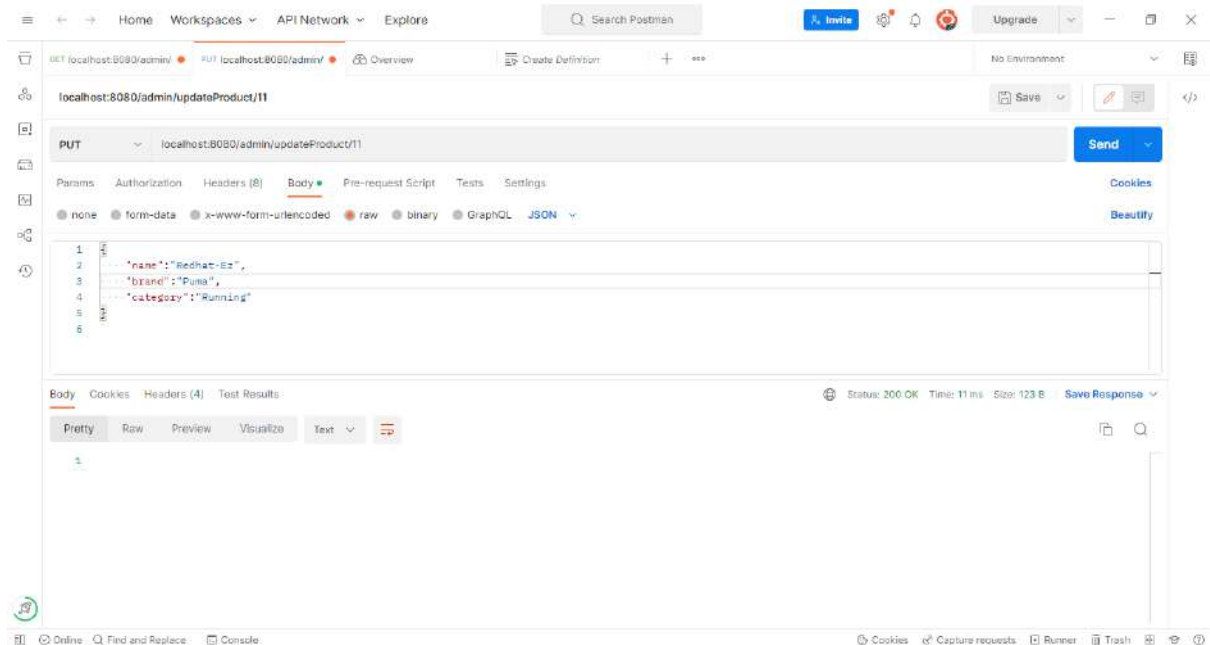 Home Workspaces API Network Explore Search Postman Invite Upgrade
GET localhost:8080/admin/ PUT localhost:8080/admin/ Overview Create Definition No Environment
localhost:8080/admin/updateProduct/11 Save
PUT localhost:8080/admin/updateProduct/11 Send
Params Authorization Headers (8) Body Pre-request Script Tests Settings Cookies
none form-data x-www-form-urlencoded raw binary GraphQL JSON Beautify
1 {
2 "name":"Redhat-Ez",
3 "brand":"Puma",
4 "category":"Running"
5 }
6
Body Cookies Headers (4) Test Results Status: 200 OK Time: 11 ms Size: 123 B Save Response
Pretty Raw Preview Visualize Text
1
Online Find and Replace Console Cookies Capture requests Runner Trash